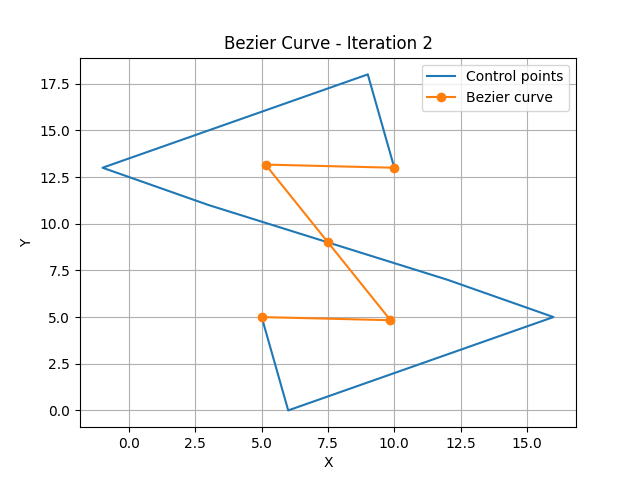 Bezier Curve - Iteration 2
Control points
Bezier curve
17.5
15.0
12.5
10.0
7.5
5.0
2.5
0.0
Y
0.0 2.5 5.0 7.5 10.0 12.5 15.0
X